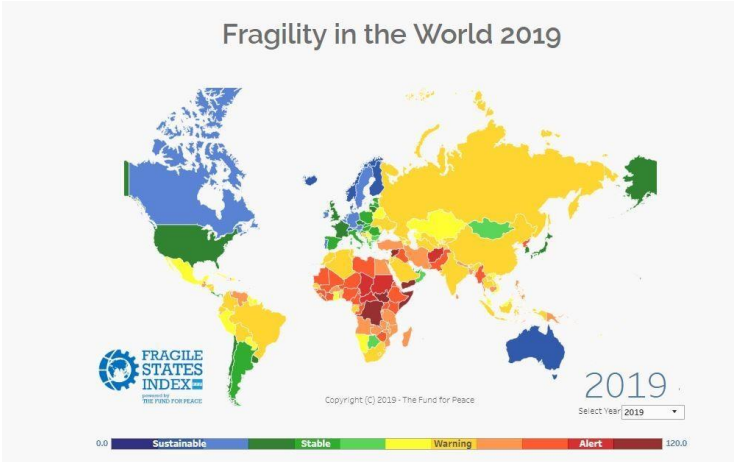 Fragility in the World 2019
FRAGILE
STATES
INDEX
powered by
THE FUND FOR PEACE
Copyright (C) 2019 - The Fund for Peace
2019
Select Year 2019
0.0 Sustainable Stable Warning Alert 120.0